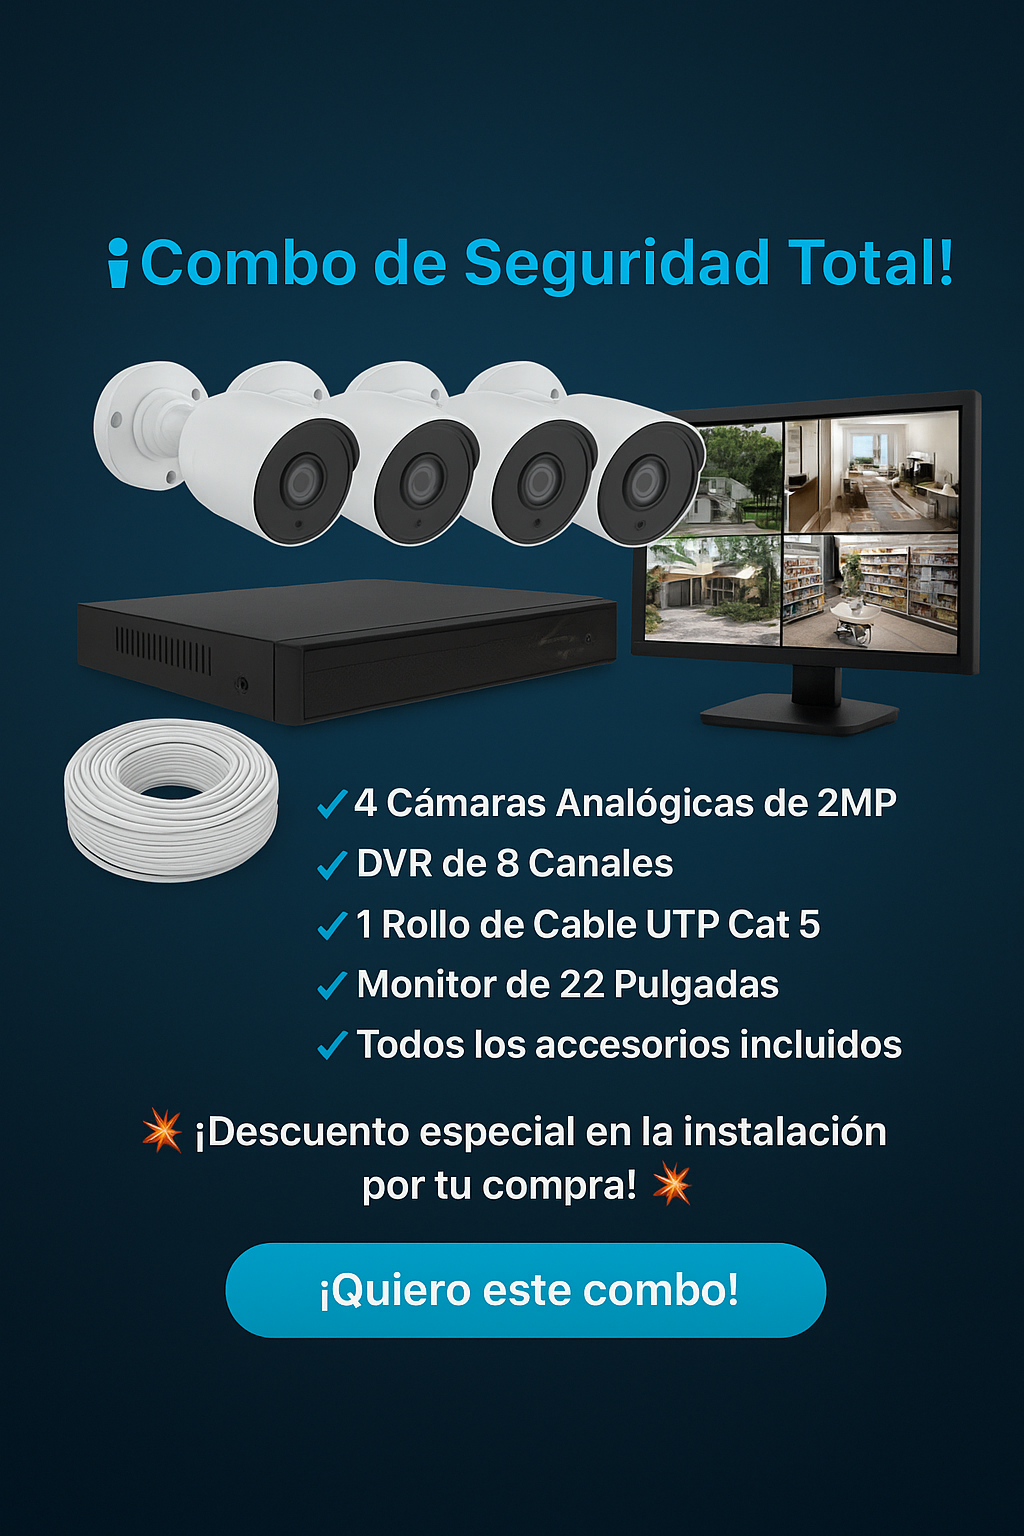 ¡Combo de Seguridad Total!
✓ 4 Cámaras Analógicas de 2MP
✓ DVR de 8 Canales
✓ 1 Rollo de Cable UTP Cat 5
✓ Monitor de 22 Pulgadas
✓ Todos los accesorios incluidos
💥 ¡Descuento especial en la instalación
por tu compra! 💥
¡Quiero este combo!